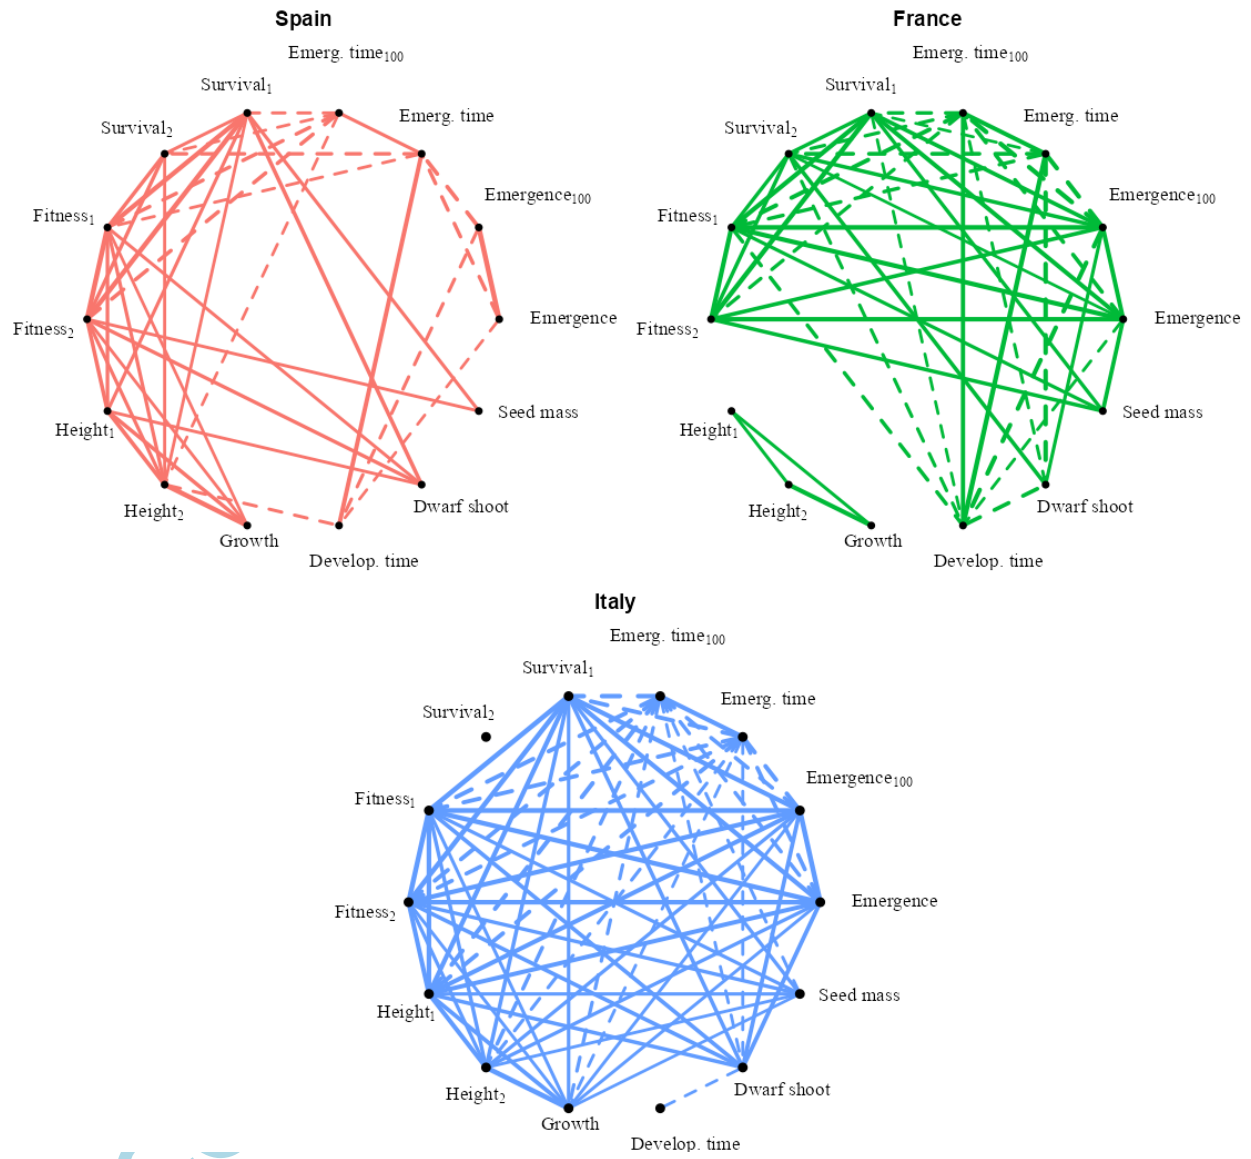 Spain
Emerg. time100
Survival1
Emerg. time
Survival2
Emergence100
Fitness1
Emergence
Fitness2
Seed mass
Height1
Dwarf shoot
Height2
Growth
Develop. time
France
Emerg. time100
Survival1
Emerg. time
Survival2
Emergence100
Fitness1
Emergence
Fitness2
Seed mass
Height1
Dwarf shoot
Height2
Growth
Develop. time
Italy
Emerg. time100
Survival1
Emerg. time
Survival2
Emergence100
Fitness1
Emergence
Fitness2
Seed mass
Height1
Dwarf shoot
Height2
Growth
Develop. time